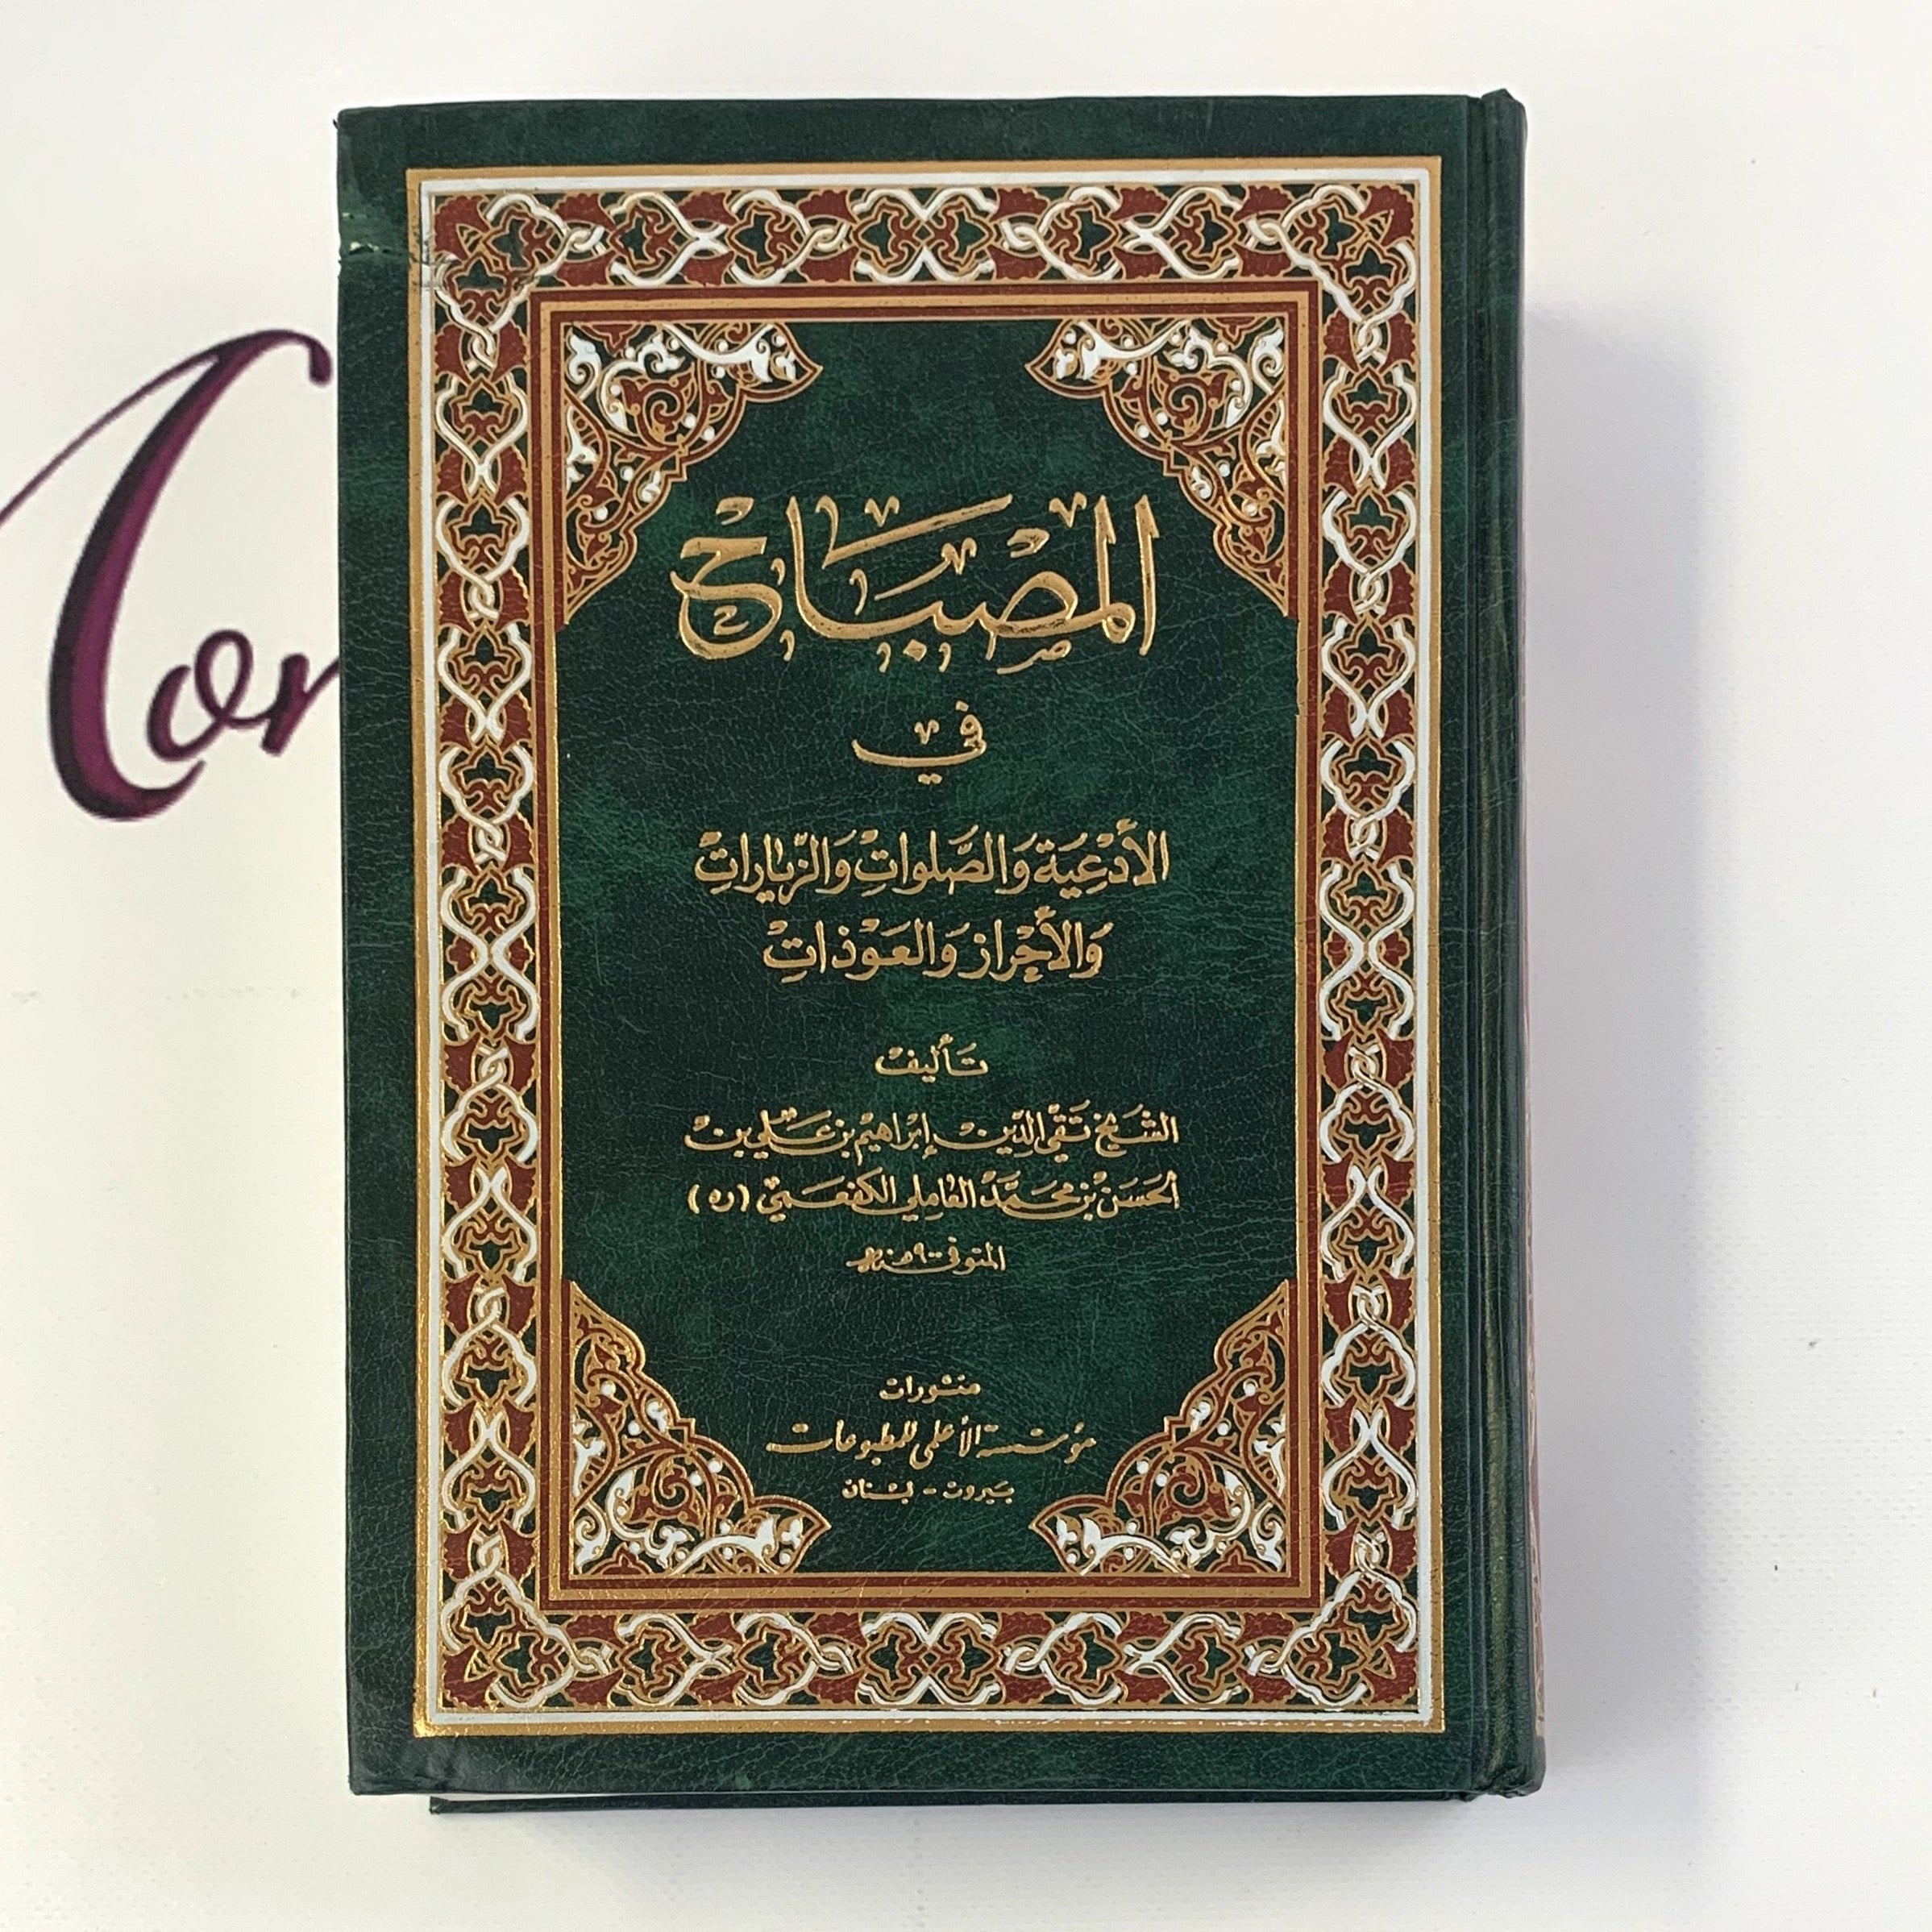 المصباح
في
الأدعية والصلوات والزيارات
والأحراز والعوذات
تأليف
الشيخ تقي الدين إبراهيم بن علي بن
الحسن بن محمد العاملي الكفعمي (ره)
المتوفى
منشورات
مؤسسة الأعلمي للمطبوعات
بيروت - لبنان